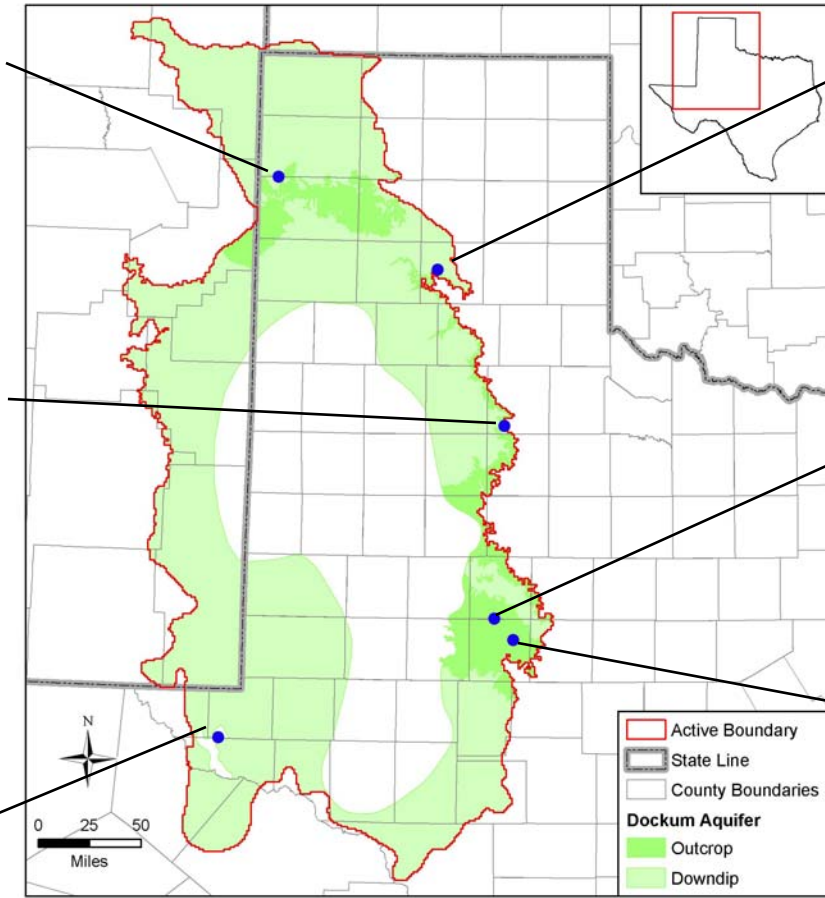 N
0 25 50
Miles
Active Boundary
State Line
County Boundaries
Dockum Aquifer
Outcrop
Downdip